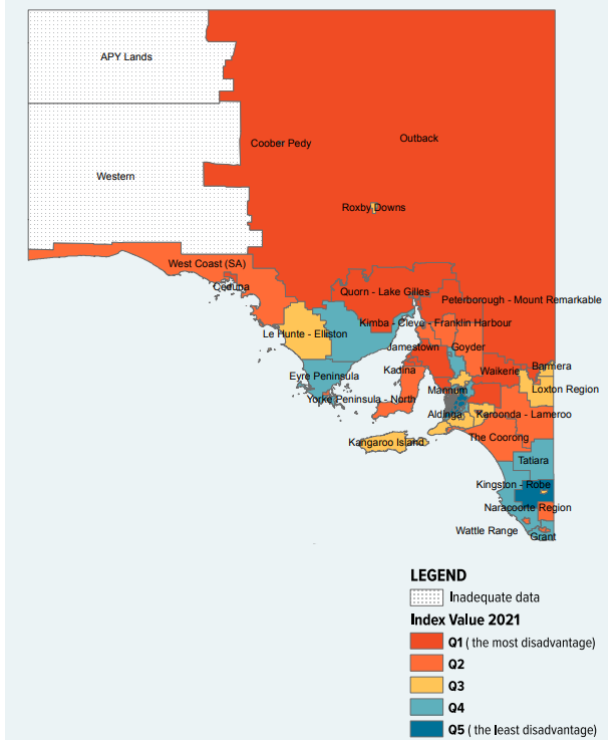 APY Lands
Coober Pedy
Outback
Western
Roxby Downs
West Coast (SA)
Ceduna
Quorn - Lake Gilles
Peterborough - Mount Remarkable
Kimba - Cleve - Franklin Harbour
Le Hunte - Elliston
Jamestown
Goyder
Eyre Peninsula
Kadina
Waikerie
Barmera
Mannum
Loxton Region
Yorke Peninsula - North
Aldinga
Karoonda - Lameroo
Kangaroo Island
The Coorong
Tatiara
Kingston - Robe
Naracoorte Region
Wattle Range
Grant
LEGEND
Inadequate data
Index Value 2021
Q1 ( the most disadvantage)
Q2
Q3
Q4
Q5 ( the least disadvantage)